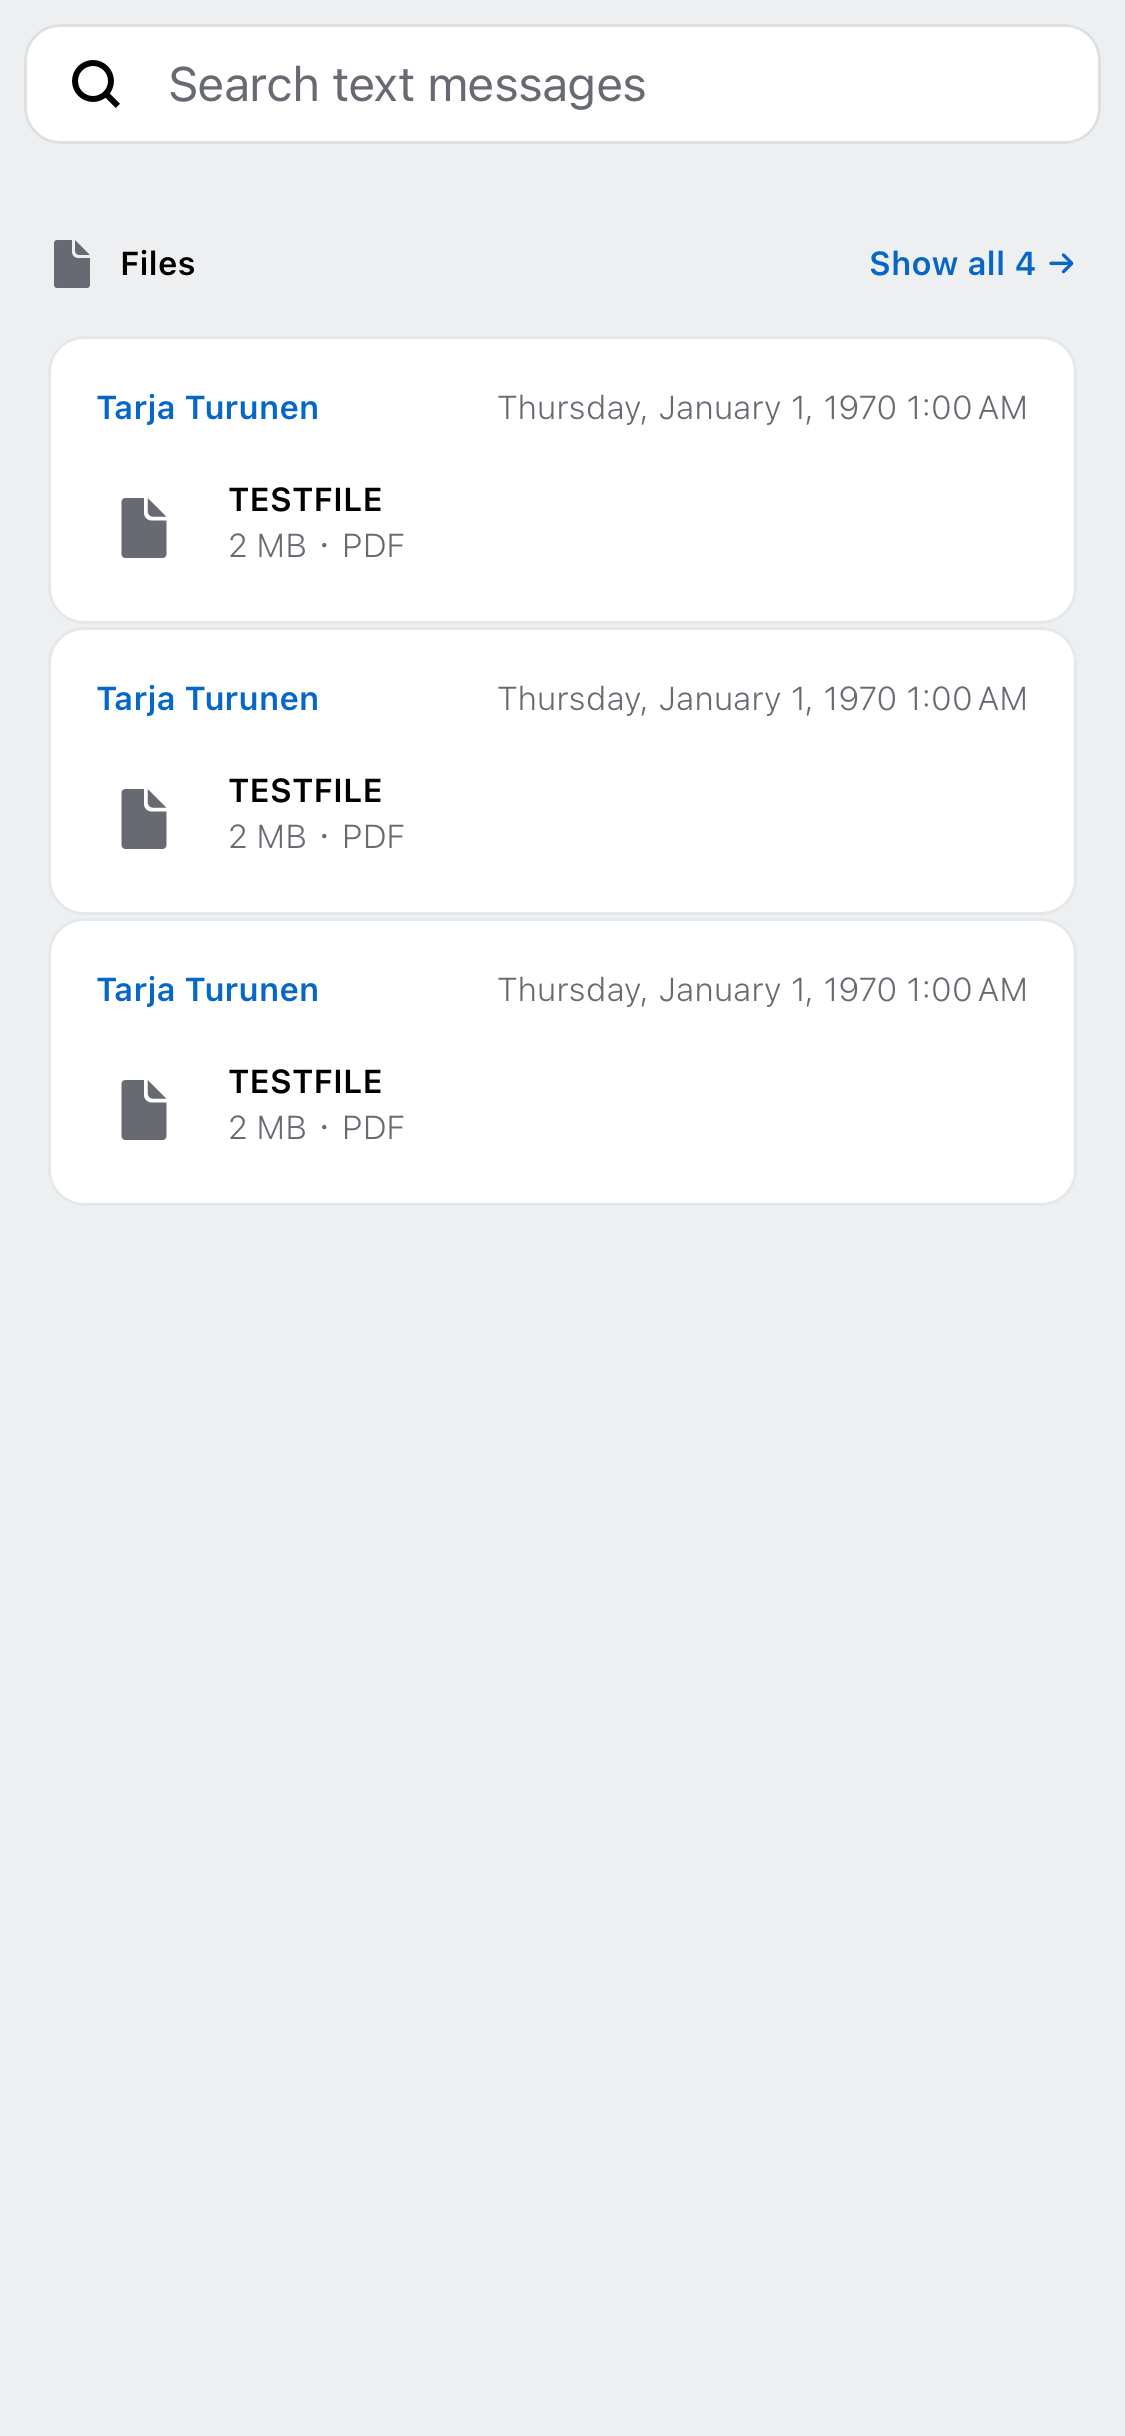 Search text messages
Files
Show all 4 →
Tarja Turunen
Thursday, January 1, 1970 1:00 AM
TESTFILE
2 MB · PDF
Tarja Turunen
Thursday, January 1, 1970 1:00 AM
TESTFILE
2 MB · PDF
Tarja Turunen
Thursday, January 1, 1970 1:00 AM
TESTFILE
2 MB · PDF